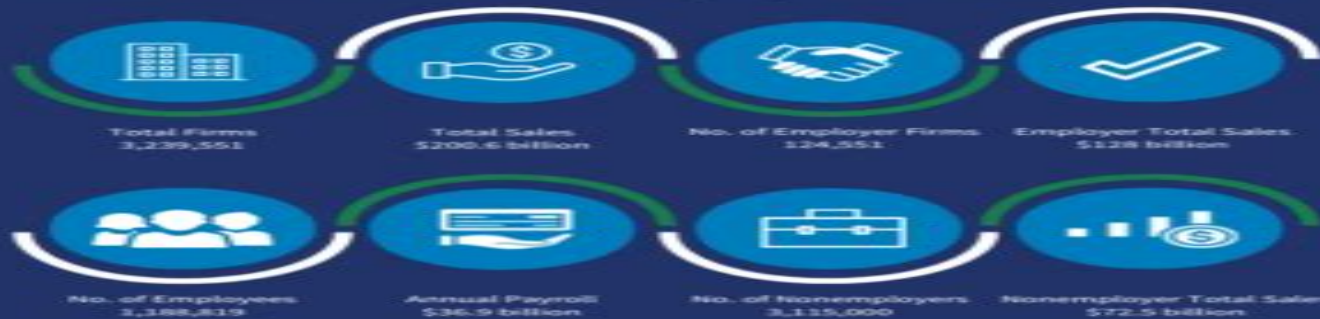 Total Firms
3,239,551
Total Sales
$200.6 billion
No. of Employer Firms
124,551
Employer Total Sales
$128 billion
No. of Employees
1,188,819
Annual Payroll
$36.9 billion
No. of Nonemployers
3,115,000
Nonemployer Total Sale
$72.5 billion